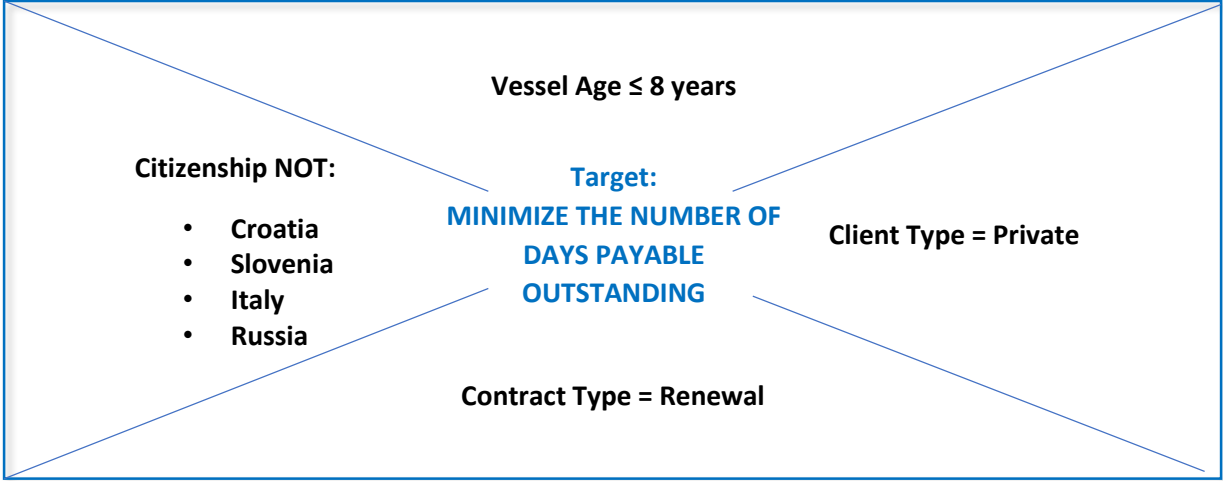 Vessel Age ≤ 8 years
Citizenship NOT:
• Croatia
• Slovenia
• Italy
• Russia
Target:
MINIMIZE THE NUMBER OF
DAYS PAYABLE
OUTSTANDING
Client Type = Private
Contract Type = Renewal